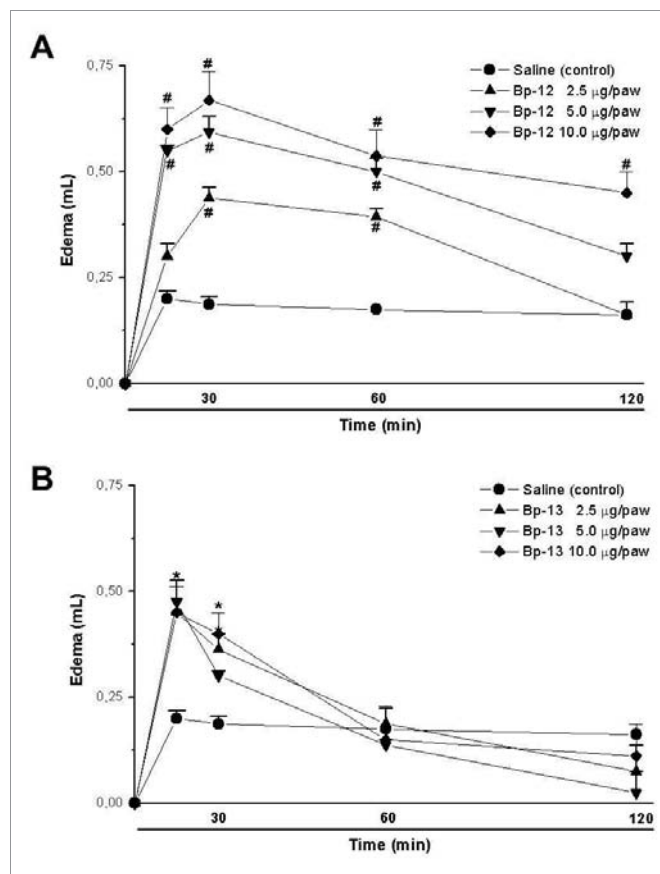 A
0,75
0,50
0,25
0,00
Edema (mL)
Saline (control)
Bp-12 2.5 µg/paw
Bp-12 5.0 µg/paw
Bp-12 10.0 µg/paw
# # # #
# # #
# #
30 60 120
Time (min)
B
0,75
0,50
0,25
0,00
Edema (mL)
Saline (control)
Bp-13 2.5 µg/paw
Bp-13 5.0 µg/paw
Bp-13 10.0 µg/paw
* *
*
30 60 120
Time (min)